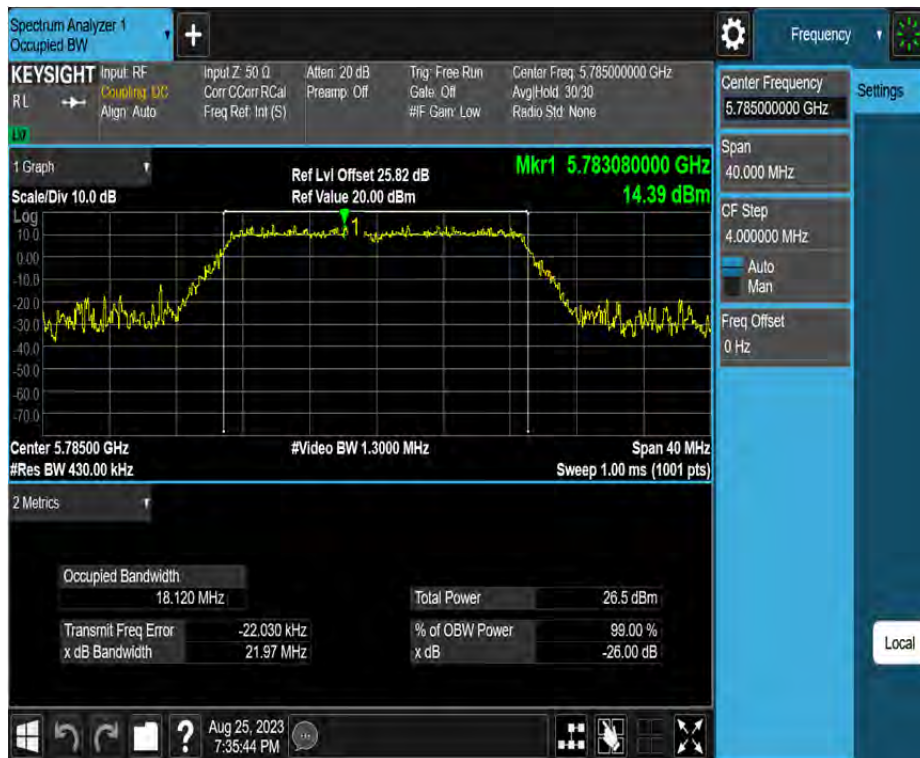 Spectrum Analyzer 1
Occupied BW
+
Frequency
KEYSIGHT
RL
Input: RF
Coupling: DC
Align: Auto
Input Z: 50 Ω
Corr CCorr RCal
Freq Ref: Int (S)
Atten: 20 dB
Preamp: Off
Trig: Free Run
Gate: Off
#IF Gain: Low
Center Freq: 5.785000000 GHz
Avg|Hold: 30/30
Radio Std: None
Center Frequency
5.785000000 GHz
Settings
Span
40.000 MHz
CF Step
4.000000 MHz
Auto
Man
Freq Offset
0 Hz
1 Graph
Scale/Div 10.0 dB
Ref Lvl Offset 25.82 dB
Ref Value 20.00 dBm
Mkr1 5.783080000 GHz
14.39 dBm
Log
10.0
0.00
-10.0
-20.0
-30.0
-40.0
-50.0
-60.0
-70.0
1
Center 5.78500 GHz
#Res BW 430.00 kHz
#Video BW 1.3000 MHz
Span 40 MHz
Sweep 1.00 ms (1001 pts)
2 Metrics
Occupied Bandwidth
18.120 MHz
Total Power 26.5 dBm
Transmit Freq Error -22.030 kHz
% of OBW Power 99.00 %
x dB Bandwidth 21.97 MHz
x dB -26.00 dB
Local
?
Aug 25, 2023
7:35:44 PM